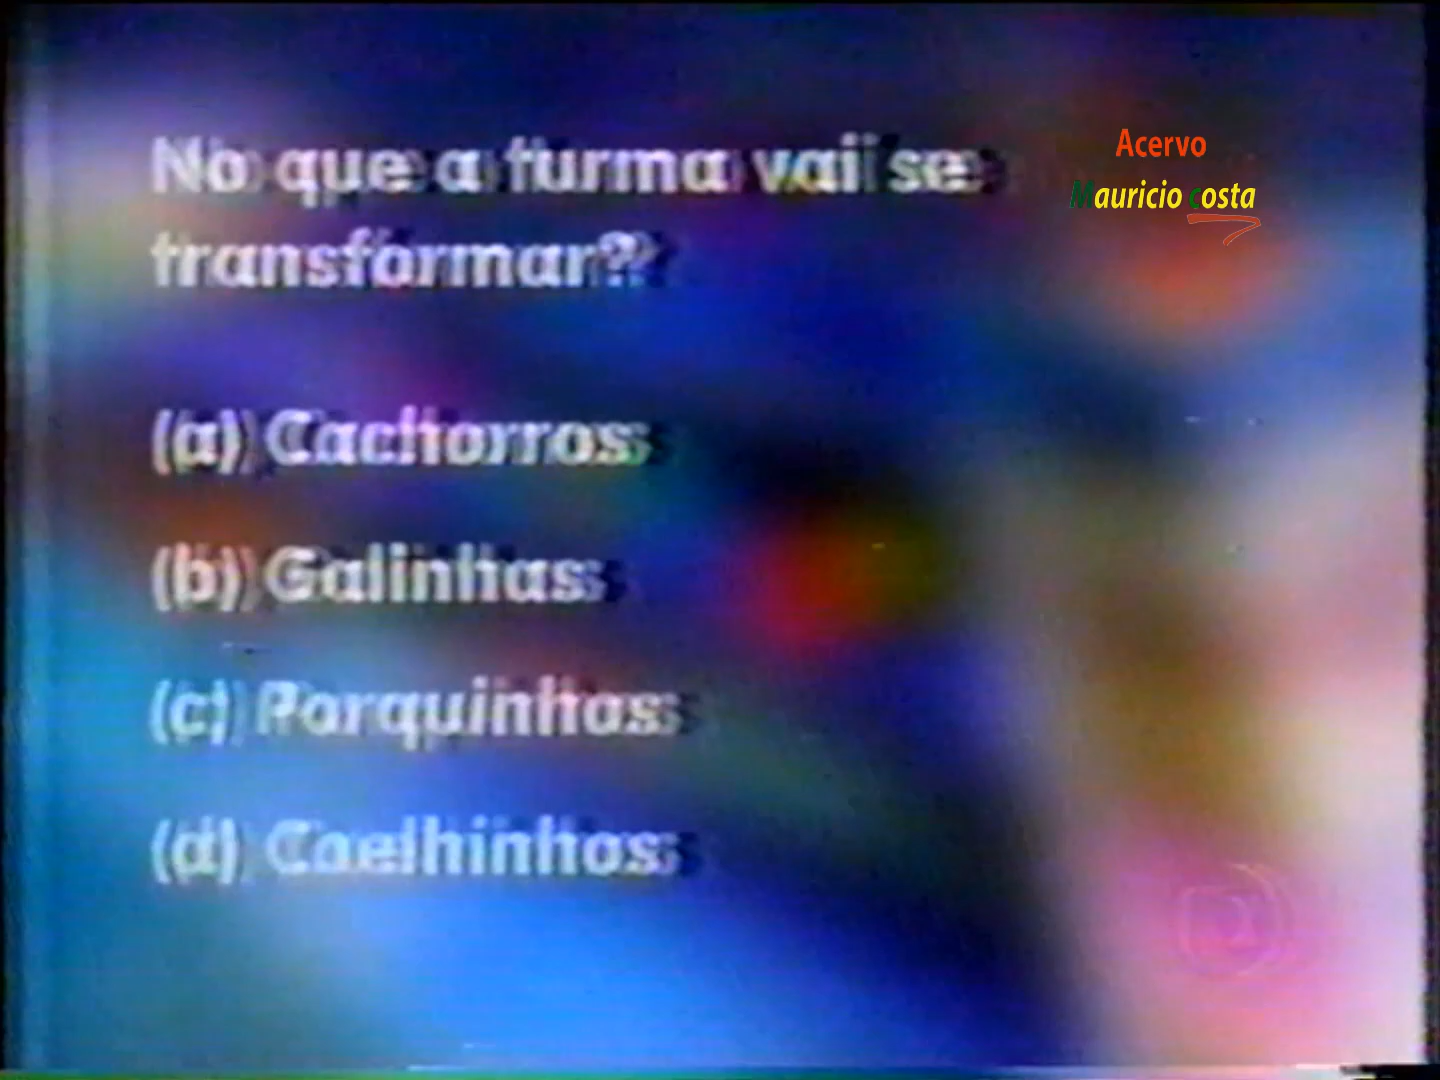 No que a turma vai se
transformar?
(a) Cachorros
(b) Galinhas
(c) Porquinhos
(d) Coelhinhos
Acervo
Mauricio costa